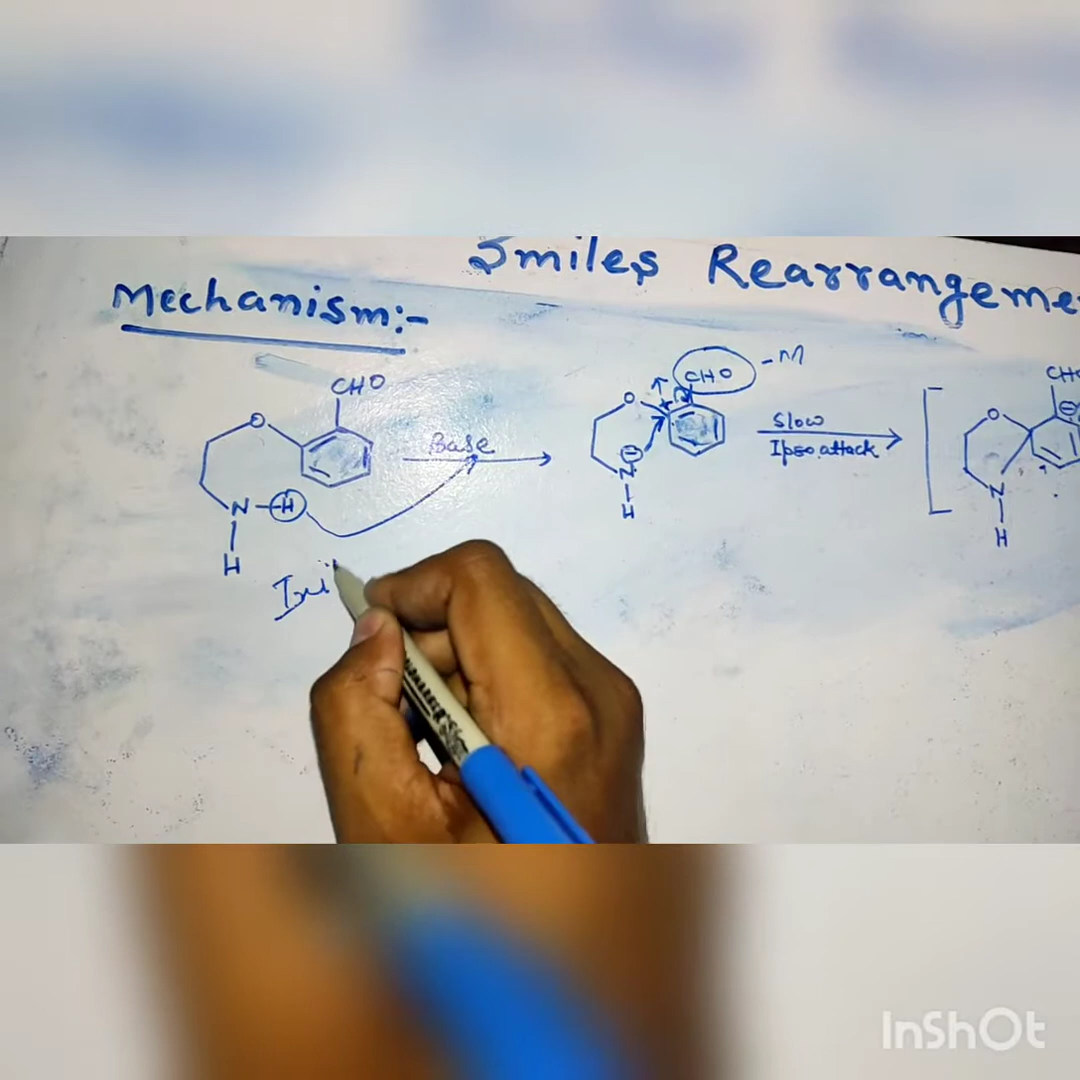 Smiles Rearrangeme
Mechanism:-
CHO
O
N-H
H
Base
CHO
-M
O
⊖
N
H
Slow
Ipso attack
CHO
O
⊖
N
H
InShOt